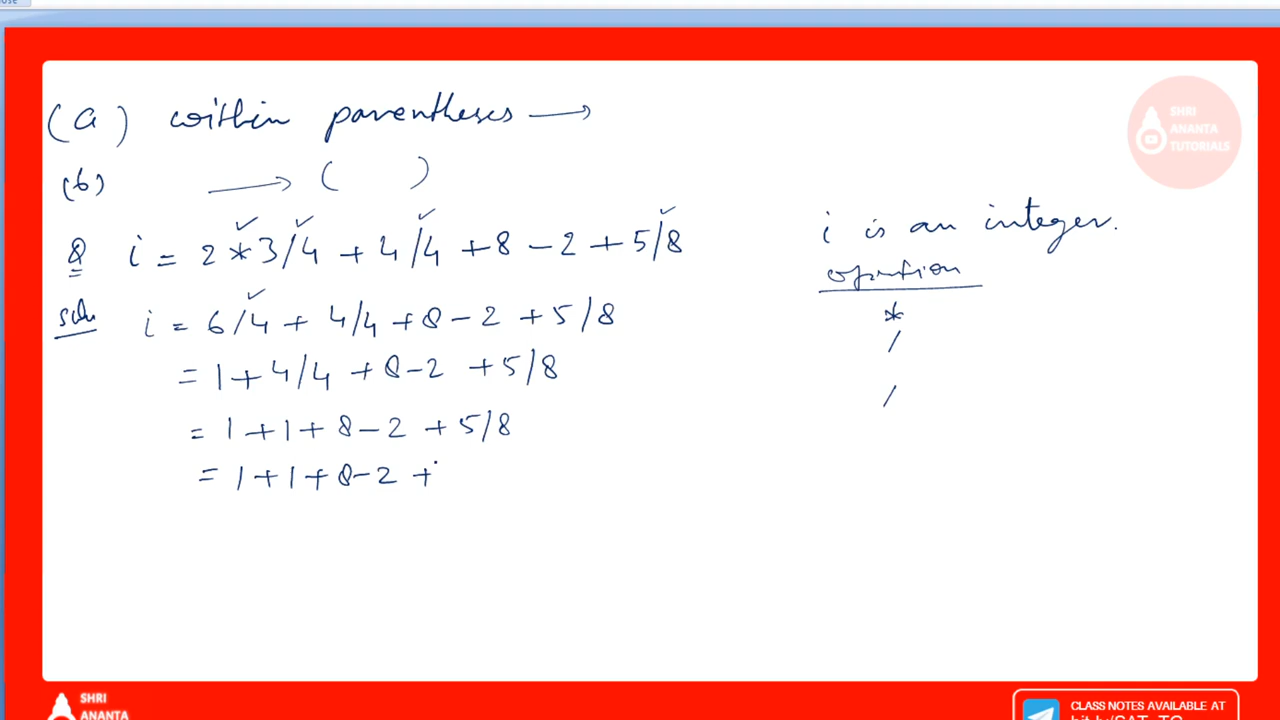 ose
(a) within parentheses →
(b) → ( )
SHRI
ANANTA
TUTORIALS
i is an integer.
Q i = 2 * 3/4 + 4/4 + 8 - 2 + 5/8
opration
Soln i = 6/4 + 4/4 + 8 - 2 + 5/8
*
= 1 + 4/4 + 8 - 2 + 5/8
/
= 1 + 1 + 8 - 2 + 5/8
/
= 1 + 1 + 8 - 2 +
SHRI
ANANTA
CLASS NOTES AVAILABLE AT